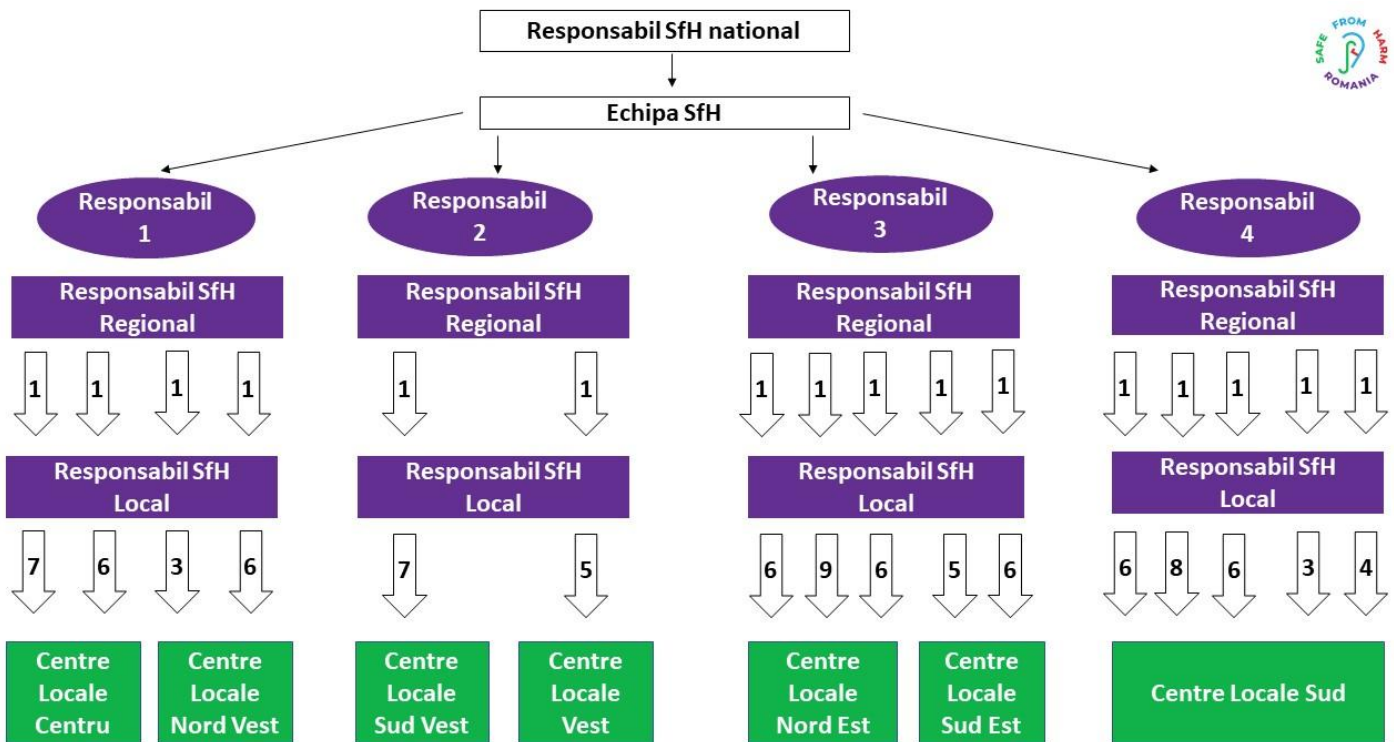 Responsabil SfH national
SAFE FROM HARM
ROMANIA
Echipa SfH
Responsabil
1
Responsabil
2
Responsabil
3
Responsabil
4
Responsabil SfH
Regional
Responsabil SfH
Regional
Responsabil SfH
Regional
Responsabil SfH
Regional
1 1 1 1
1 1
1 1 1 1 1
1 1 1 1 1
Responsabil SfH
Local
Responsabil SfH
Local
Responsabil SfH
Local
Responsabil SfH
Local
7 6 3 6
7 5
6 9 6 5 6
6 8 6 3 4
Centre
Locale
Centru
Centre
Locale
Nord Vest
Centre
Locale
Sud Vest
Centre
Locale
Vest
Centre
Locale
Nord Est
Centre
Locale
Sud Est
Centre Locale Sud